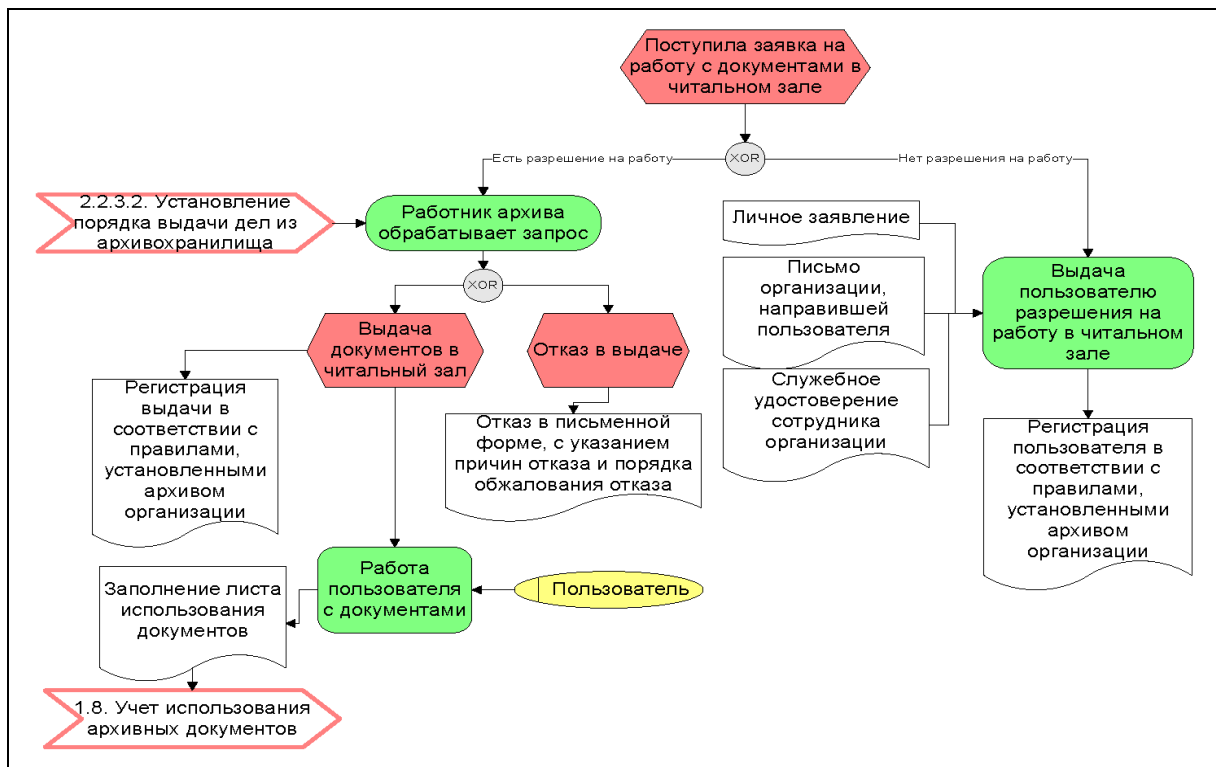 Поступила заявка на
работу с документами в
читальном зале
XOR
Есть разрешение на работу
Нет разрешения на работу
2.2.3.2. Установление
порядка выдачи дел из
архивохранилища
Работник архива
обрабатывает запрос
XOR
Выдача
документов в
читальный зал
Отказ в выдаче
Личное заявление
Письмо
организации,
направившей
пользователя
Служебное
удостоверение
сотрудника
организации
Выдача
пользователю
разрешения на
работу в читальном
зале
Регистрация
выдачи в
соответствии с
правилами,
установленными
архивом
организации
Отказ в письменной
форме, с указанием
причин отказа и порядка
обжалования отказа
Регистрация
пользователя в
соответствии с
правилами,
установленными
архивом
организации
Работа
пользователя
с документами
Пользователь
Заполнение листа
использования
документов
1.8. Учет использования
архивных документов